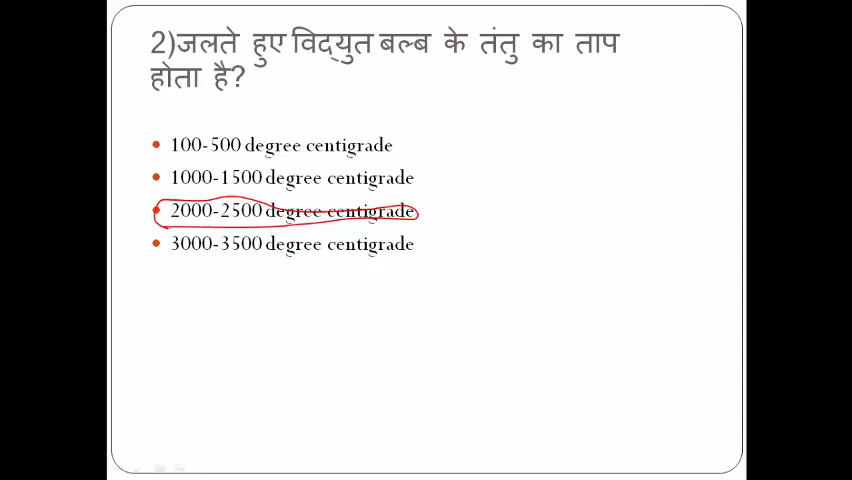 2)जलते हुए विद्युत बल्ब के तंतु का ताप
होता है?
• 100-500 degree centigrade
• 1000-1500 degree centigrade
• 2000-2500 degree centigrade
• 3000-3500 degree centigrade